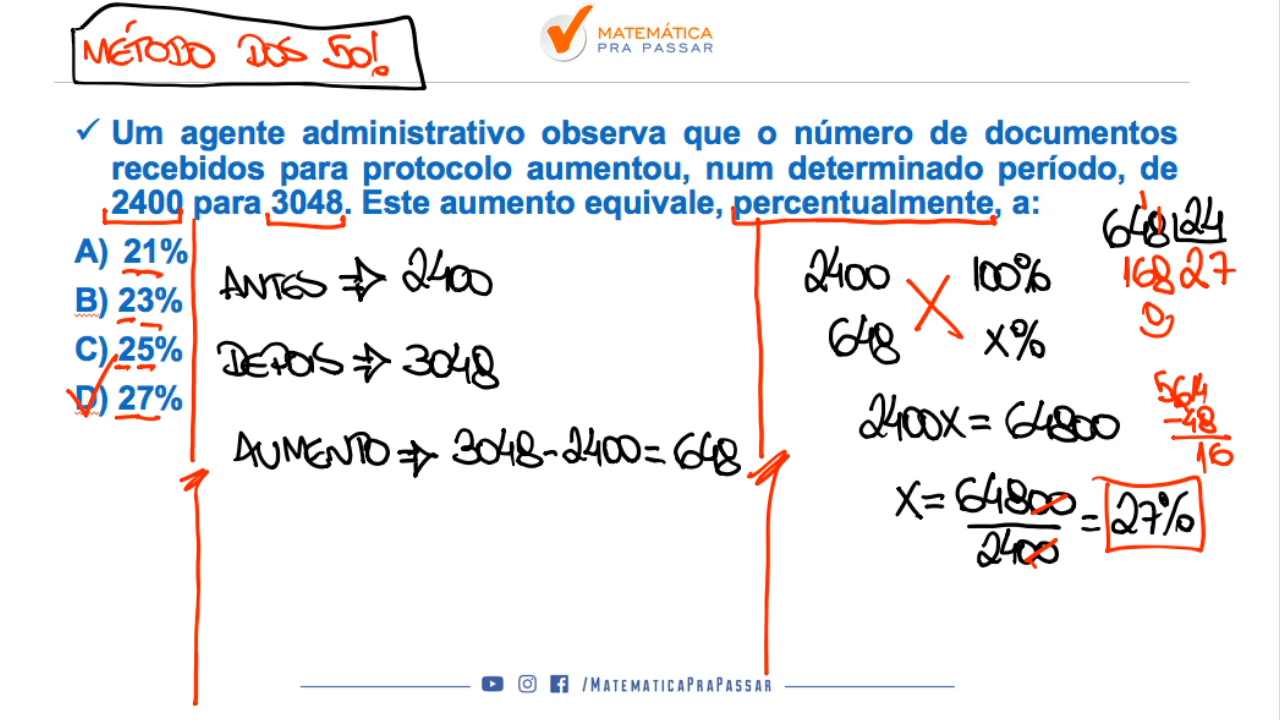 MÉTODO DOS 50!
MATEMÁTICA
PRA PASSAR
✓ Um agente administrativo observa que o número de documentos
recebidos para protocolo aumentou, num determinado período, de
2400 para 3048. Este aumento equivale, percentualmente, a:
A) 21%
B) 23%
C) 25%
D) 27%
ANTES ⇒ 2400
DEPOIS ⇒ 3048
AUMENTO ⇒ 3048-2400=648
2400 100%
648 X%
2400X=64800
X=64800
2400
= 27%
648 24
168 27
0
564
-48
16
/MATEMATICAPRAPASSAR